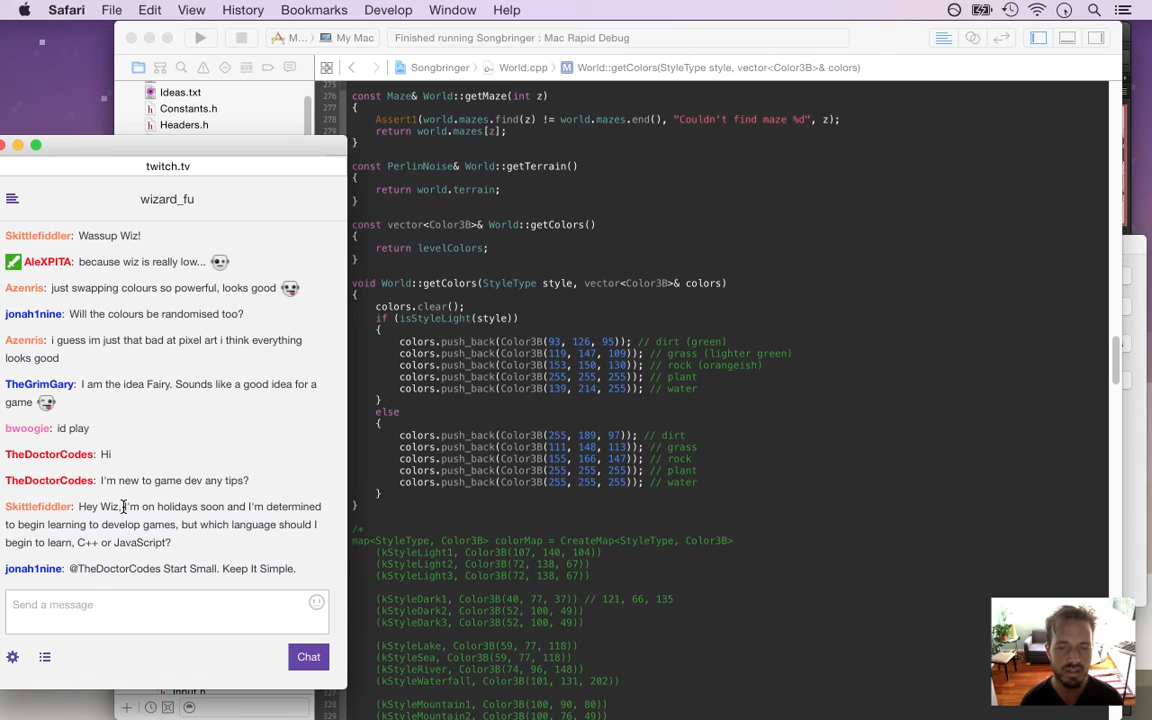 Safari File Edit View History Bookmarks Develop Window Help
M... My Mac Finished running Songbringer : Mac Rapid Debug
Songbringer World.cpp World::getColors(StyleType style, vector<Color3B>& colors)
Ideas.txt
Constants.h
Headers.h
twitch.tv
wizard_fu
Skittlefiddler: Wassup Wiz!
AleXPITA: because wiz is really low...
Azenris: just swapping colours so powerful, looks good
jonah1nine: Will the colours be randomised too?
Azenris: i guess im just that bad at pixel art i think everything
looks good
TheGrimGary: I am the idea Fairy. Sounds like a good idea for a
game
bwoogie: id play
TheDoctorCodes: Hi
TheDoctorCodes: I'm new to game dev any tips?
Skittlefiddler: Hey Wiz, I'm on holidays soon and I'm determined
to begin learning to develop games, but which language should I
begin to learn, C++ or JavaScript?
jonah1nine: @TheDoctorCodes Start Small. Keep It Simple.
Send a message
Chat
Input.h
275
276 const Maze& World::getMaze(int z)
277 {
278 Assert1(world.mazes.find(z) != world.mazes.end(), "Couldn't find maze %d", z);
279 return world.mazes[z];
}
const PerlinNoise& World::getTerrain()
{
return world.terrain;
}
const vector<Color3B>& World::getColors()
{
return levelColors;
}
void World::getColors(StyleType style, vector<Color3B>& colors)
{
colors.clear();
if (isStyleLight(style))
{
colors.push_back(Color3B(93, 126, 95)); // dirt (green)
colors.push_back(Color3B(119, 147, 109)); // grass (lighter green)
colors.push_back(Color3B(153, 150, 130)); // rock (orangeish)
colors.push_back(Color3B(255, 255, 255)); // plant
colors.push_back(Color3B(139, 214, 255)); // water
}
else
{
colors.push_back(Color3B(255, 189, 97)); // dirt
colors.push_back(Color3B(111, 148, 113)); // grass
colors.push_back(Color3B(155, 166, 147)); // rock
colors.push_back(Color3B(255, 255, 255)); // plant
colors.push_back(Color3B(255, 255, 255)); // water
}
}
/*
map<StyleType, Color3B> colorMap = CreateMap<StyleType, Color3B>
(kStyleLight1, Color3B(107, 140, 104))
(kStyleLight2, Color3B(72, 138, 67))
(kStyleLight3, Color3B(72, 138, 67))
(kStyleDark1, Color3B(40, 77, 37)) // 121, 66, 135
(kStyleDark2, Color3B(52, 100, 49))
(kStyleDark3, Color3B(52, 100, 49))
(kStyleLake, Color3B(59, 77, 118))
(kStyleSea, Color3B(59, 77, 118))
(kStyleRiver, Color3B(74, 96, 148))
(kStyleWaterfall, Color3B(101, 131, 202))
327
328 (kStyleMountain1, Color3B(100, 90, 80))
329 (kStyleMountain2, Color3B(100, 76, 49))